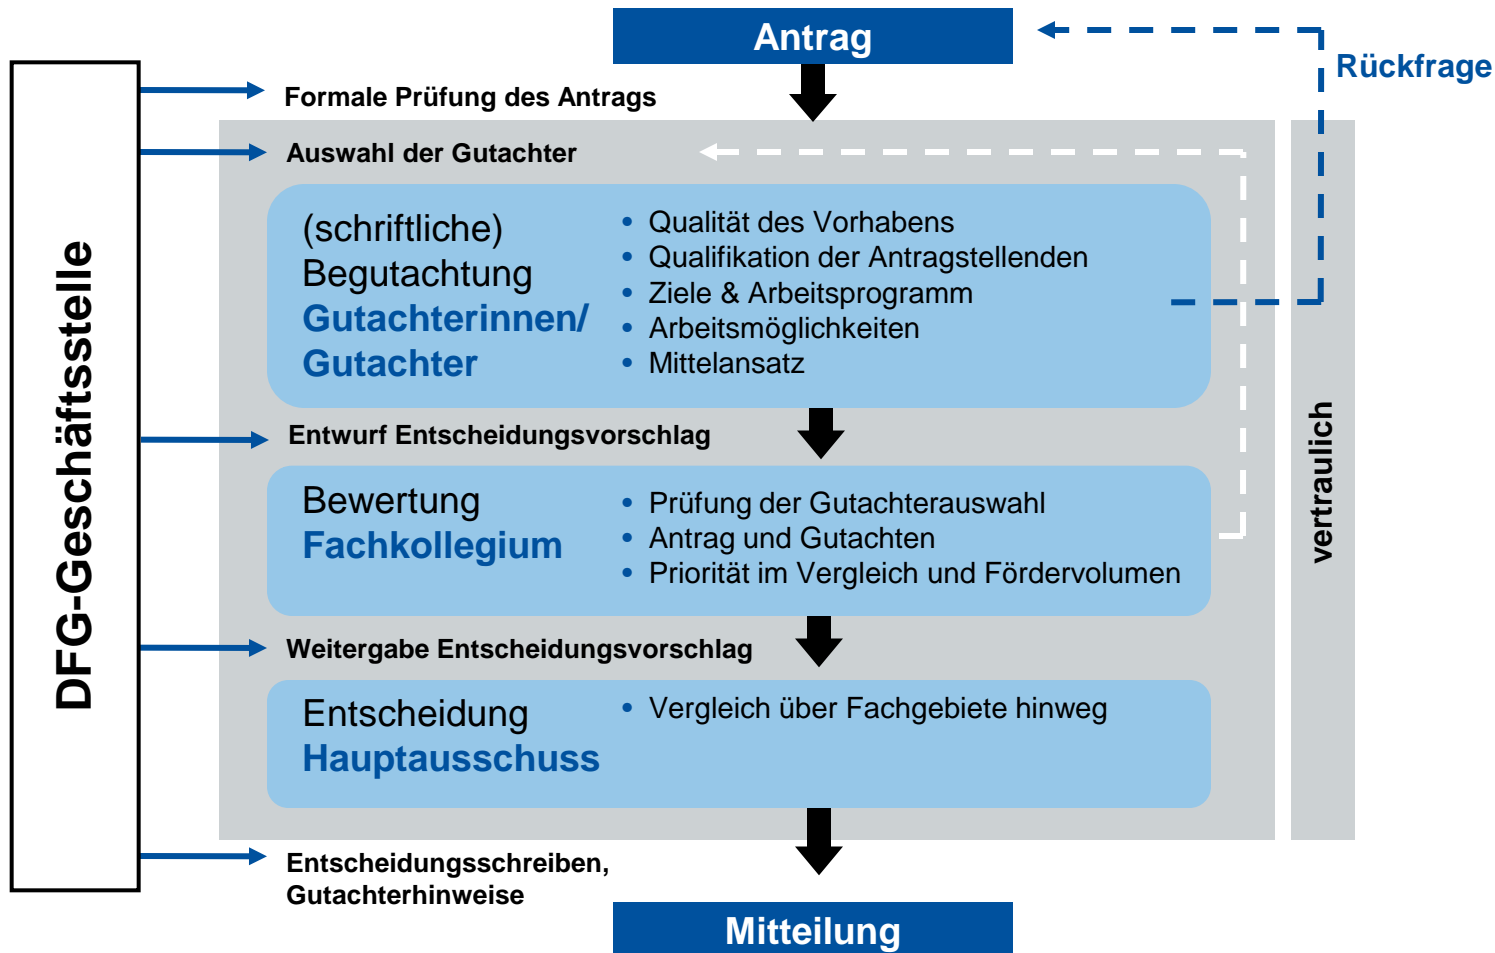 Antrag
Rückfrage
DFG-Geschäftsstelle
Formale Prüfung des Antrags
Auswahl der Gutachter
(schriftliche)
Begutachtung
Gutachterinnen/
Gutachter
• Qualität des Vorhabens
• Qualifikation der Antragstellenden
• Ziele & Arbeitsprogramm
• Arbeitsmöglichkeiten
• Mittelansatz
vertraulich
Entwurf Entscheidungsvorschlag
Bewertung
Fachkollegium
• Prüfung der Gutachterauswahl
• Antrag und Gutachten
• Priorität im Vergleich und Fördervolumen
Weitergabe Entscheidungsvorschlag
Entscheidung
Hauptausschuss
• Vergleich über Fachgebiete hinweg
Entscheidungsschreiben,
Gutachterhinweise
Mitteilung